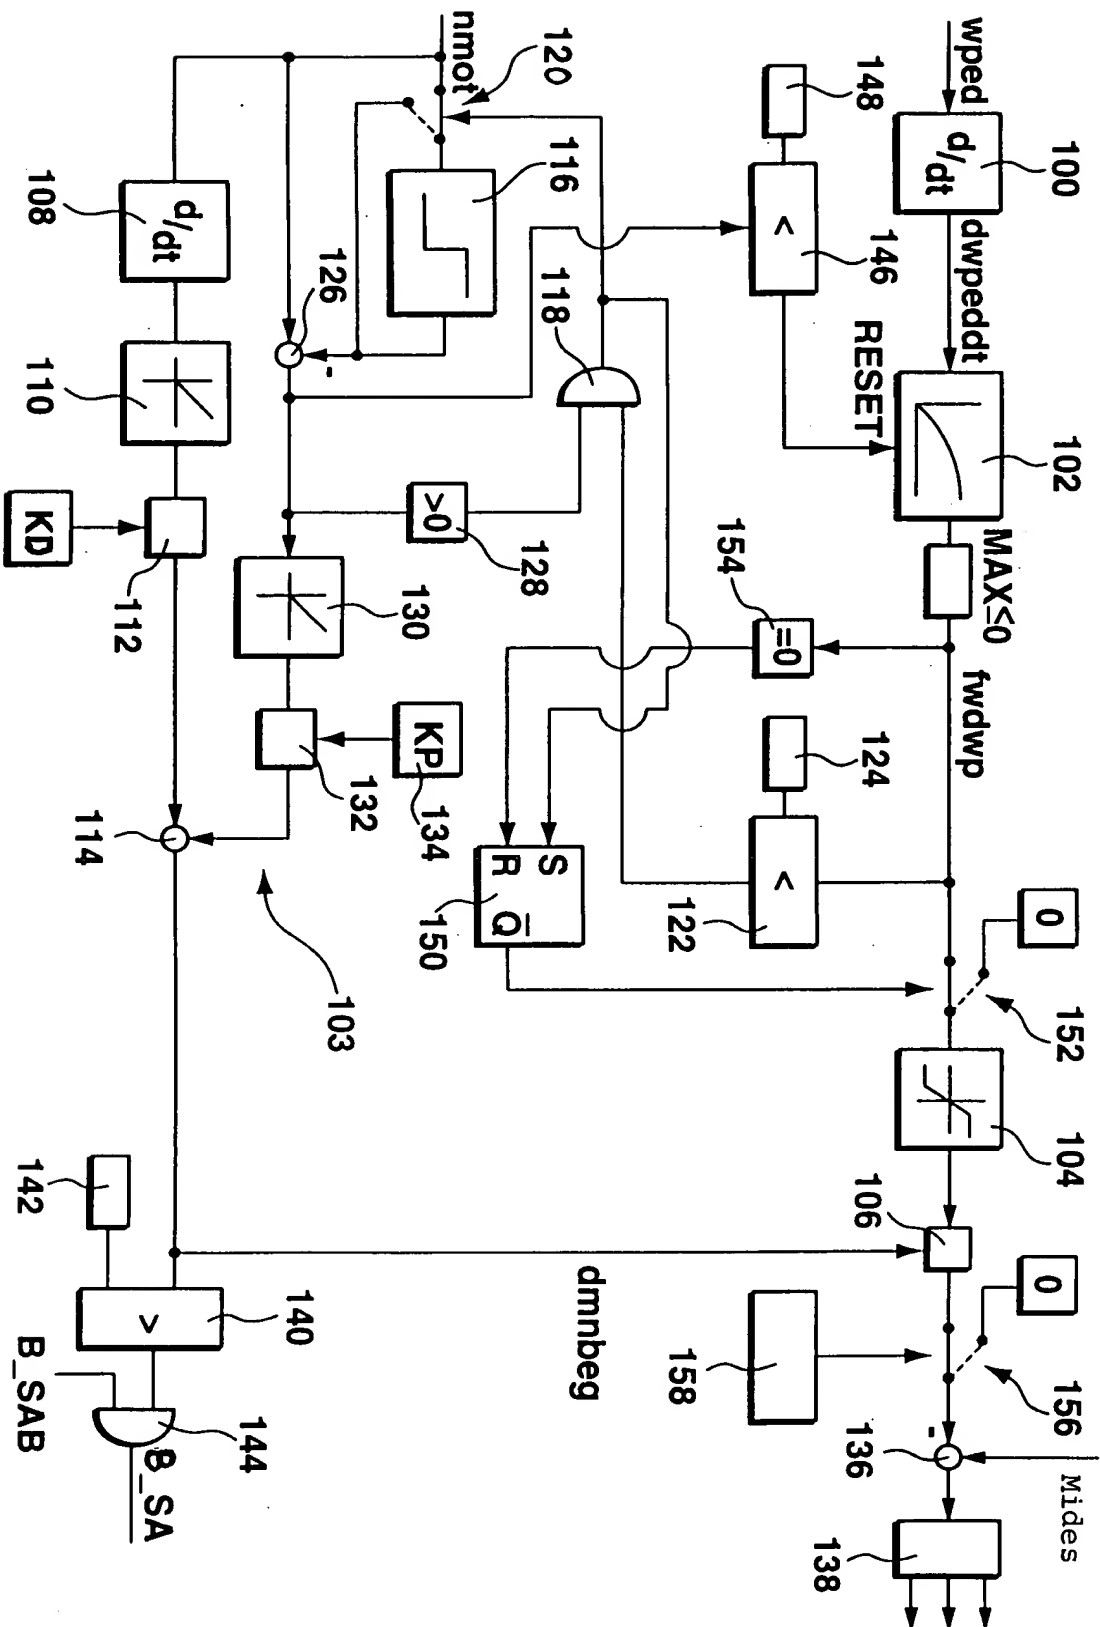 wped
d/dt
100
dwpeddt
102
MAX≤0
fwdwp
0
152
104
106
0
156
-
136
Mides
138
148
<
146
RESET
154
=0
124
<
122
158
dmnbeg
nmot
120
116
118
S
R
Q̅
150
126
-
>0
128
130
KP
134
132
103
d/dt
108
110
KD
112
114
142
>
140
B_SAB
144
B_SA